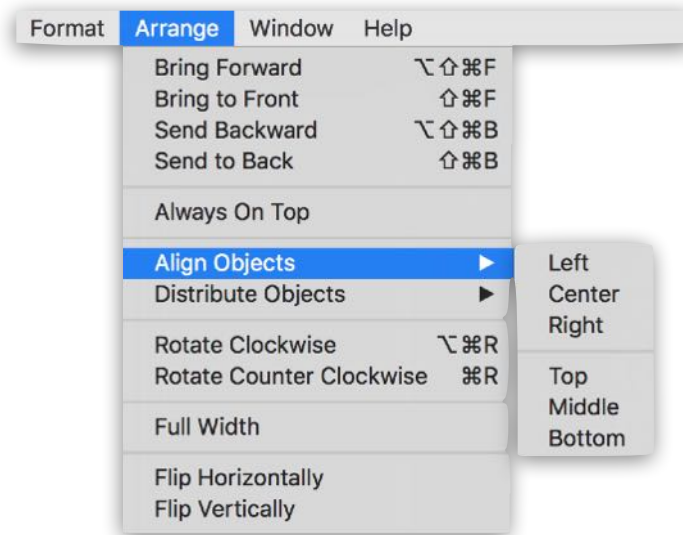 Format Arrange Window Help
Bring Forward ⌥⇧⌘F
Bring to Front ⇧⌘F
Send Backward ⌥⇧⌘B
Send to Back ⇧⌘B
Always On Top
Align Objects ▶
Distribute Objects ▶
Rotate Clockwise ⌥⌘R
Rotate Counter Clockwise ⌘R
Full Width
Flip Horizontally
Flip Vertically
Left
Center
Right
Top
Middle
Bottom